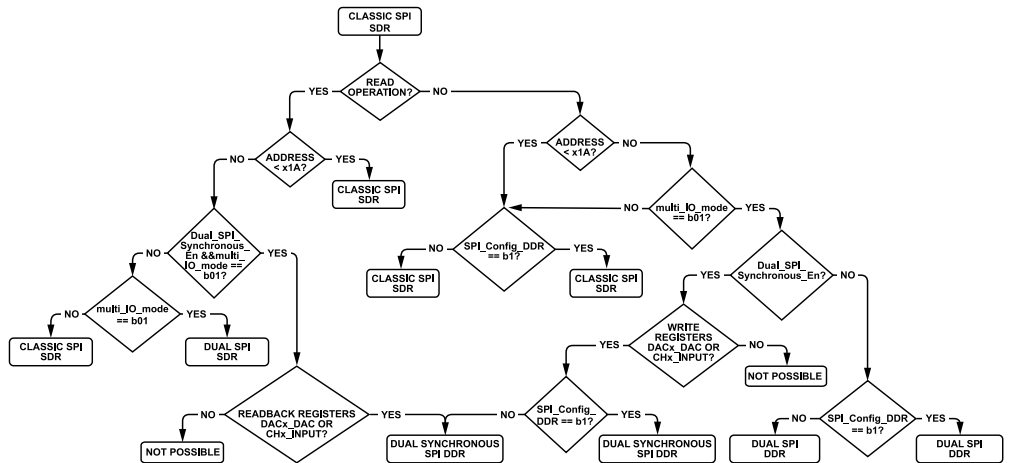 CLASSIC SPI
SDR
READ
OPERATION?
YES
NO
ADDRESS
< x1A?
NO
YES
CLASSIC SPI
SDR
ADDRESS
< x1A?
YES
NO
multi_IO_mode
== b01?
NO
YES
Dual_SPI_
Synchronous_
En &&multi_
IO_mode ==
b01?
NO
YES
SPI_Config_DDR
== b1?
NO
YES
CLASSIC SPI
SDR
CLASSIC SPI
SDR
Dual_SPI_
Synchronous_En?
YES
NO
multi_IO_mode
== b01
NO
YES
CLASSIC SPI
SDR
DUAL SPI
SDR
WRITE
REGISTERS
DACx_DAC OR
CHx_INPUT?
YES
NO
NOT POSSIBLE
READBACK REGISTERS
DACx_DAC OR
CHx_INPUT?
NO
YES
NOT POSSIBLE
SPI_Config_
DDR == b1?
NO
YES
DUAL SYNCHRONOUS
SPI DDR
DUAL SYNCHRONOUS
SPI DDR
SPI_Config_DDR
== b1?
NO
YES
DUAL SPI
DDR
DUAL SPI
DDR